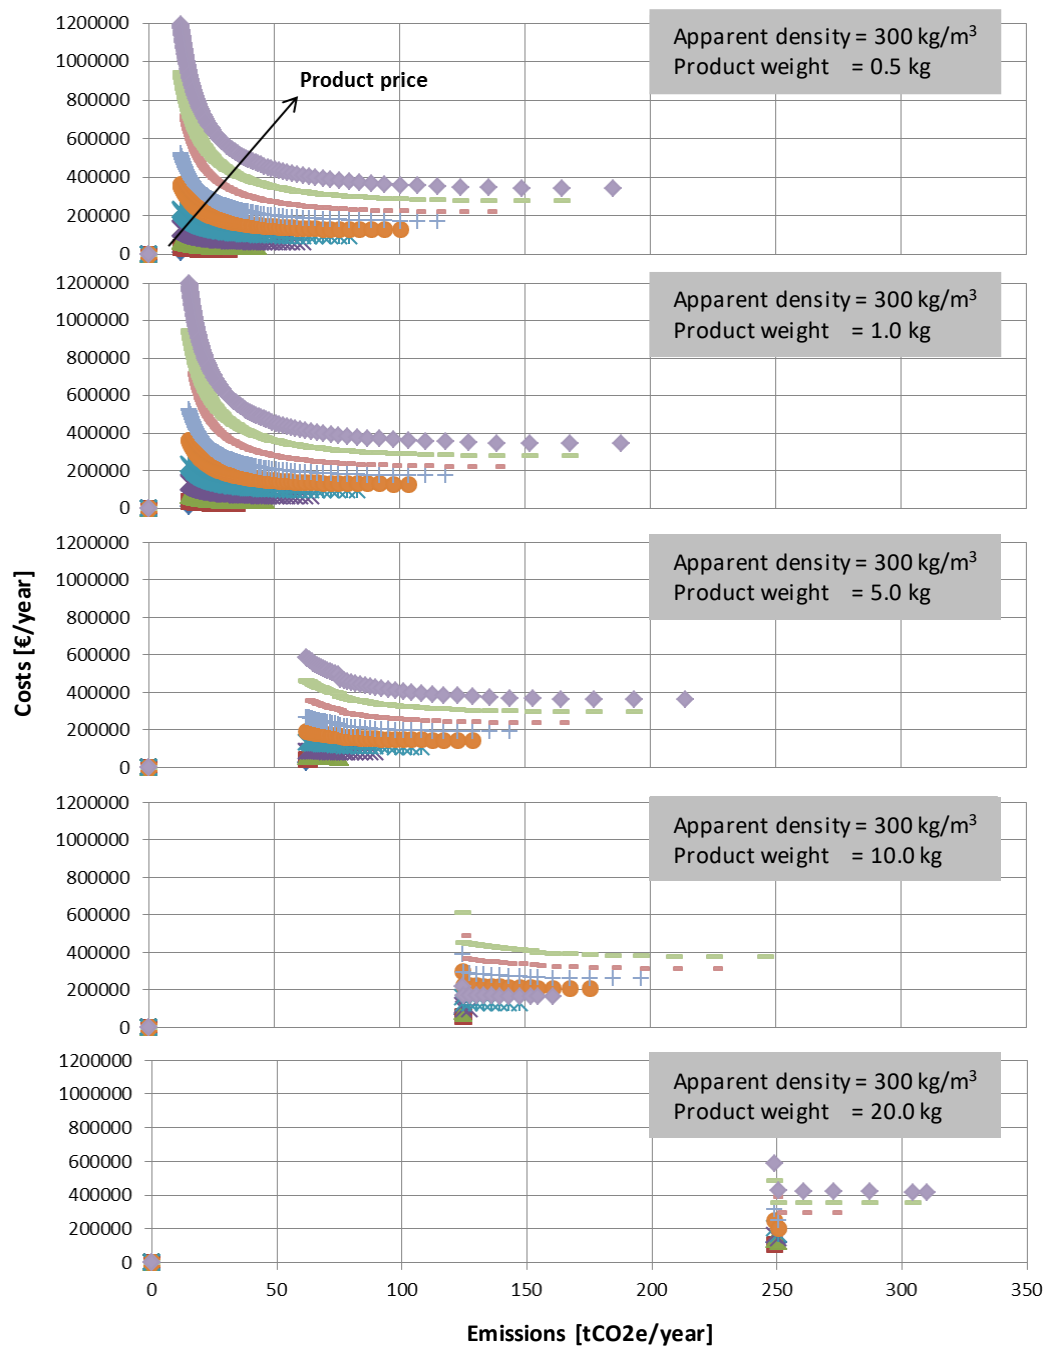 1200000
1000000
800000
600000
400000
200000
0
Product price
Apparent density = 300 kg/m³
Product weight = 0.5 kg
1200000
1000000
800000
600000
400000
200000
0
Apparent density = 300 kg/m³
Product weight = 1.0 kg
Costs [€/year]
1200000
1000000
800000
600000
400000
200000
0
Apparent density = 300 kg/m³
Product weight = 5.0 kg
1200000
1000000
800000
600000
400000
200000
0
Apparent density = 300 kg/m³
Product weight = 10.0 kg
1200000
1000000
800000
600000
400000
200000
0
Apparent density = 300 kg/m³
Product weight = 20.0 kg
0 50 100 150 200 250 300 350
Emissions [tCO2e/year]